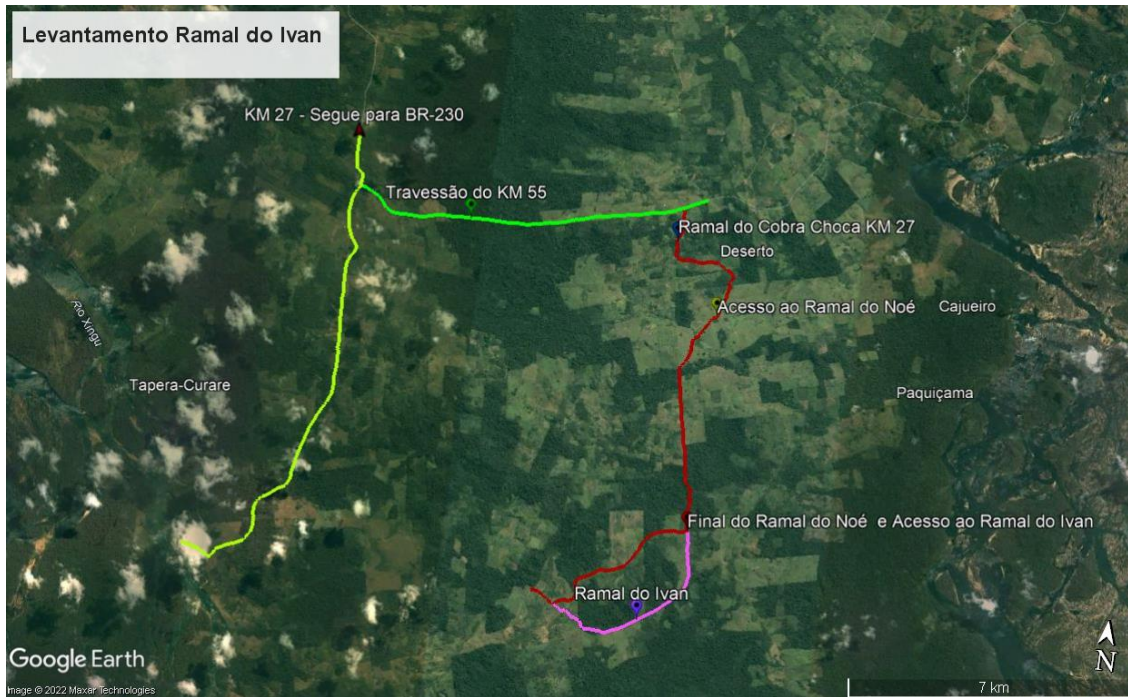 Levantamento Ramal do Ivan
KM 27 - Segue para BR-230
Travessão do KM 55
Ramal do Cobra Choca KM 27
Deserto
Acesso ao Ramal do Noé
Cajueiro
Rio Xingu
Tapera-Curare
Paquiçama
Final do Ramal do Noé e Acesso ao Ramal do Ivan
Ramal do Ivan
Google Earth
N
Image © 2022 Maxar Technologies
7 km